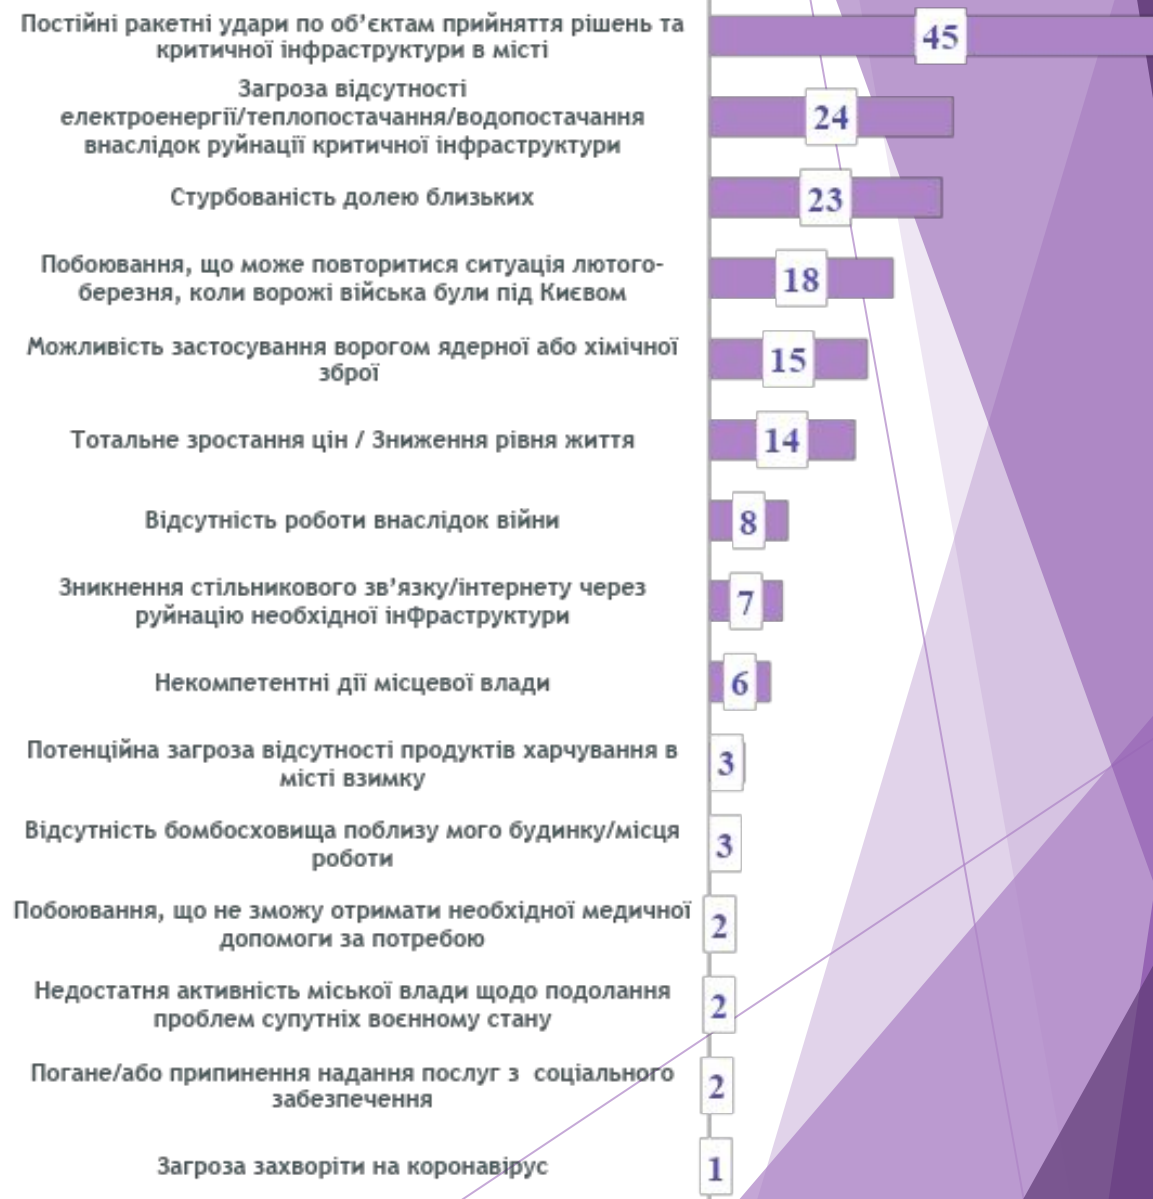 Постійні ракетні удари по об’єктам прийняття рішень та
критичної інфраструктури в місті
45
Загроза відсутності
електроенергії/теплопостачання/водопостачання
внаслідок руйнації критичної інфраструктури
24
Стурбованість долею близьких
23
Побоювання, що може повторитися ситуація лютого-
березня, коли ворожі війська були під Києвом
18
Можливість застосування ворогом ядерної або хімічної
зброї
15
Тотальне зростання цін / Зниження рівня життя
14
Відсутність роботи внаслідок війни
8
Зникнення стільникового зв’язку/інтернету через
руйнацію необхідної інФраструктури
7
Некомпетентні дії місцевої влади
6
Потенційна загроза відсутності продуктів харчування в
місті взимку
3
Відсутність бомбосховища поблизу мого будинку/місця
роботи
3
Побоювання, що не зможу отримати необхідної медичної
допомоги за потребою
2
Недостатня активність міської влади щодо подолання
проблем супутніх воєнному стану
2
Погане/або припинення надання послуг з  соціального
забезпечення
2
Загроза захворіти на коронавірус
1